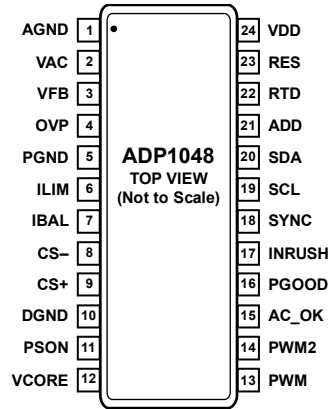 AGND 1
VAC 2
VFB 3
OVP 4
PGND 5
ILIM 6
IBAL 7
CS– 8
CS+ 9
DGND 10
PSON 11
VCORE 12
ADP1048
TOP VIEW
(Not to Scale)
24 VDD
23 RES
22 RTD
21 ADD
20 SDA
19 SCL
18 SYNC
17 INRUSH
16 PGOOD
15 AC_OK
14 PWM2
13 PWM